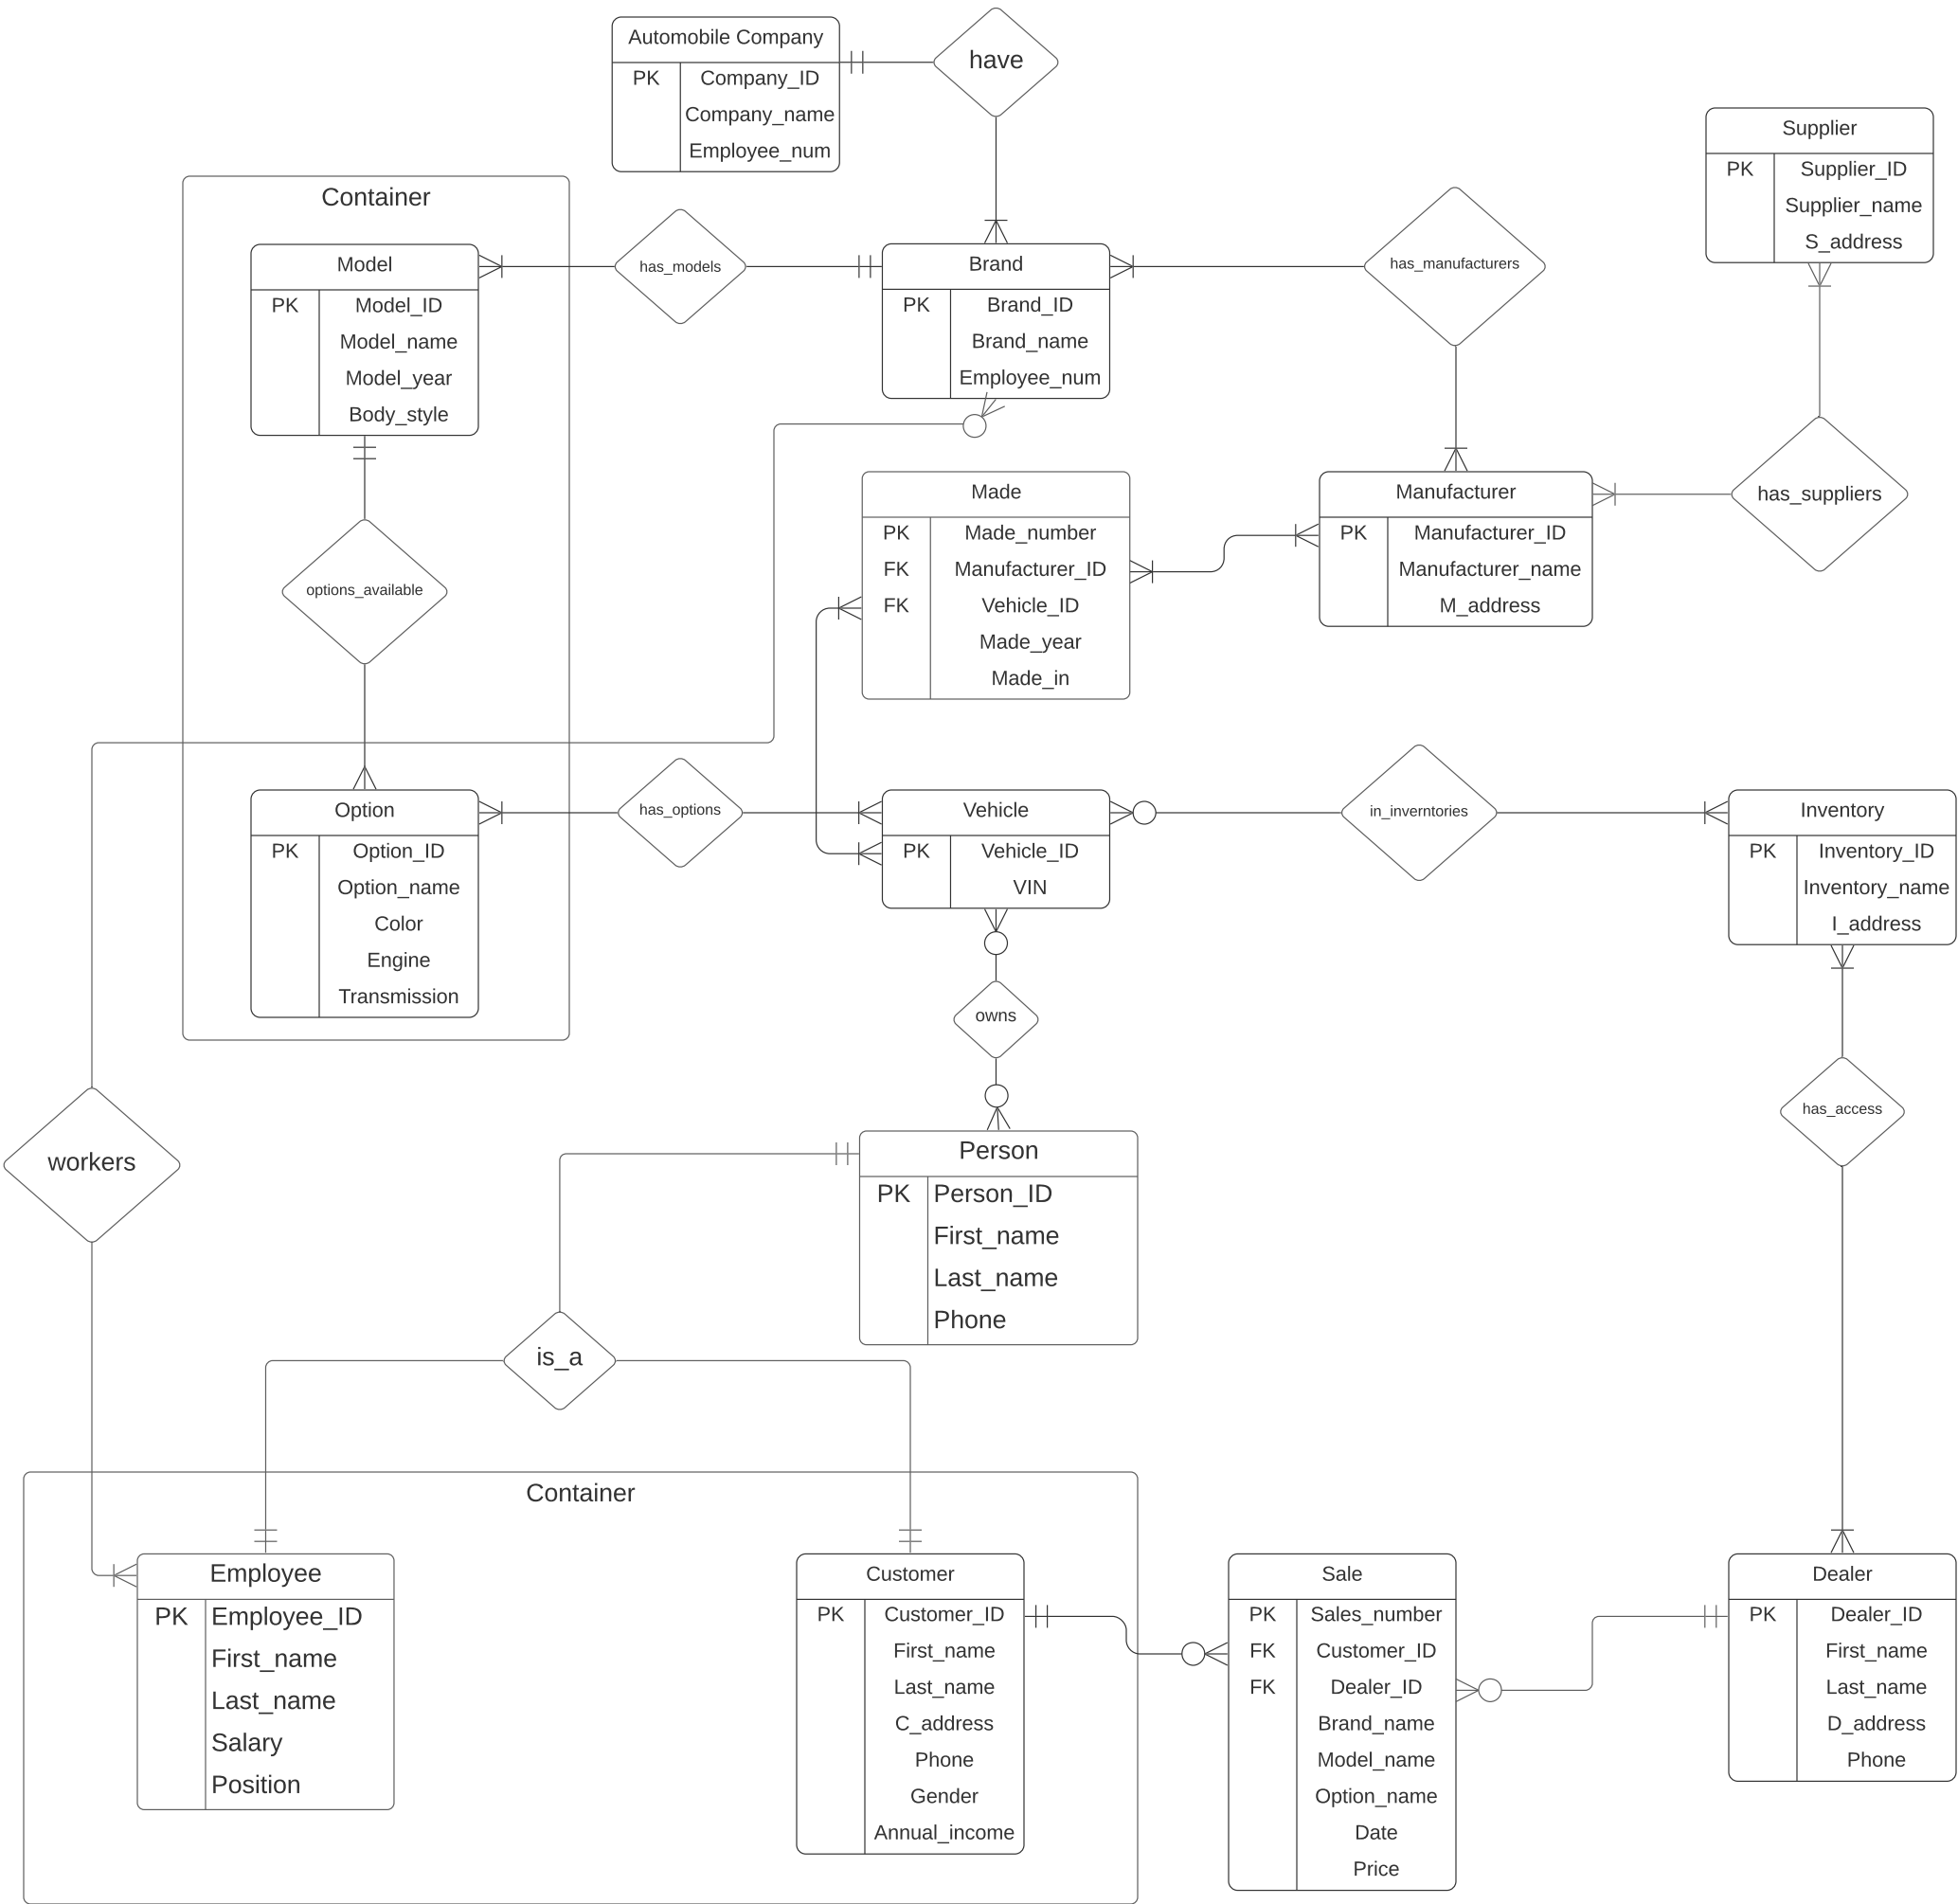 Automobile Company
PK Company_ID
Company_name
Employee_num
have
Supplier
PK Supplier_ID
Supplier_name
S_address
Container
Model
PK Model_ID
Model_name
Model_year
Body_style
has_models
Brand
PK Brand_ID
Brand_name
Employee_num
has_manufacturers
has_suppliers
Made
PK Made_number
FK Manufacturer_ID
FK Vehicle_ID
Made_year
Made_in
Manufacturer
PK Manufacturer_ID
Manufacturer_name
M_address
options_available
Option
PK Option_ID
Option_name
Color
Engine
Transmission
has_options
Vehicle
PK Vehicle_ID
VIN
in_inverntories
Inventory
PK Inventory_ID
Inventory_name
I_address
owns
has_access
workers
Person
PK Person_ID
First_name
Last_name
Phone
is_a
Container
Employee
PK Employee_ID
First_name
Last_name
Salary
Position
Customer
PK Customer_ID
First_name
Last_name
C_address
Phone
Gender
Annual_income
Sale
PK Sales_number
FK Customer_ID
FK Dealer_ID
Brand_name
Model_name
Option_name
Date
Price
Dealer
PK Dealer_ID
First_name
Last_name
D_address
Phone